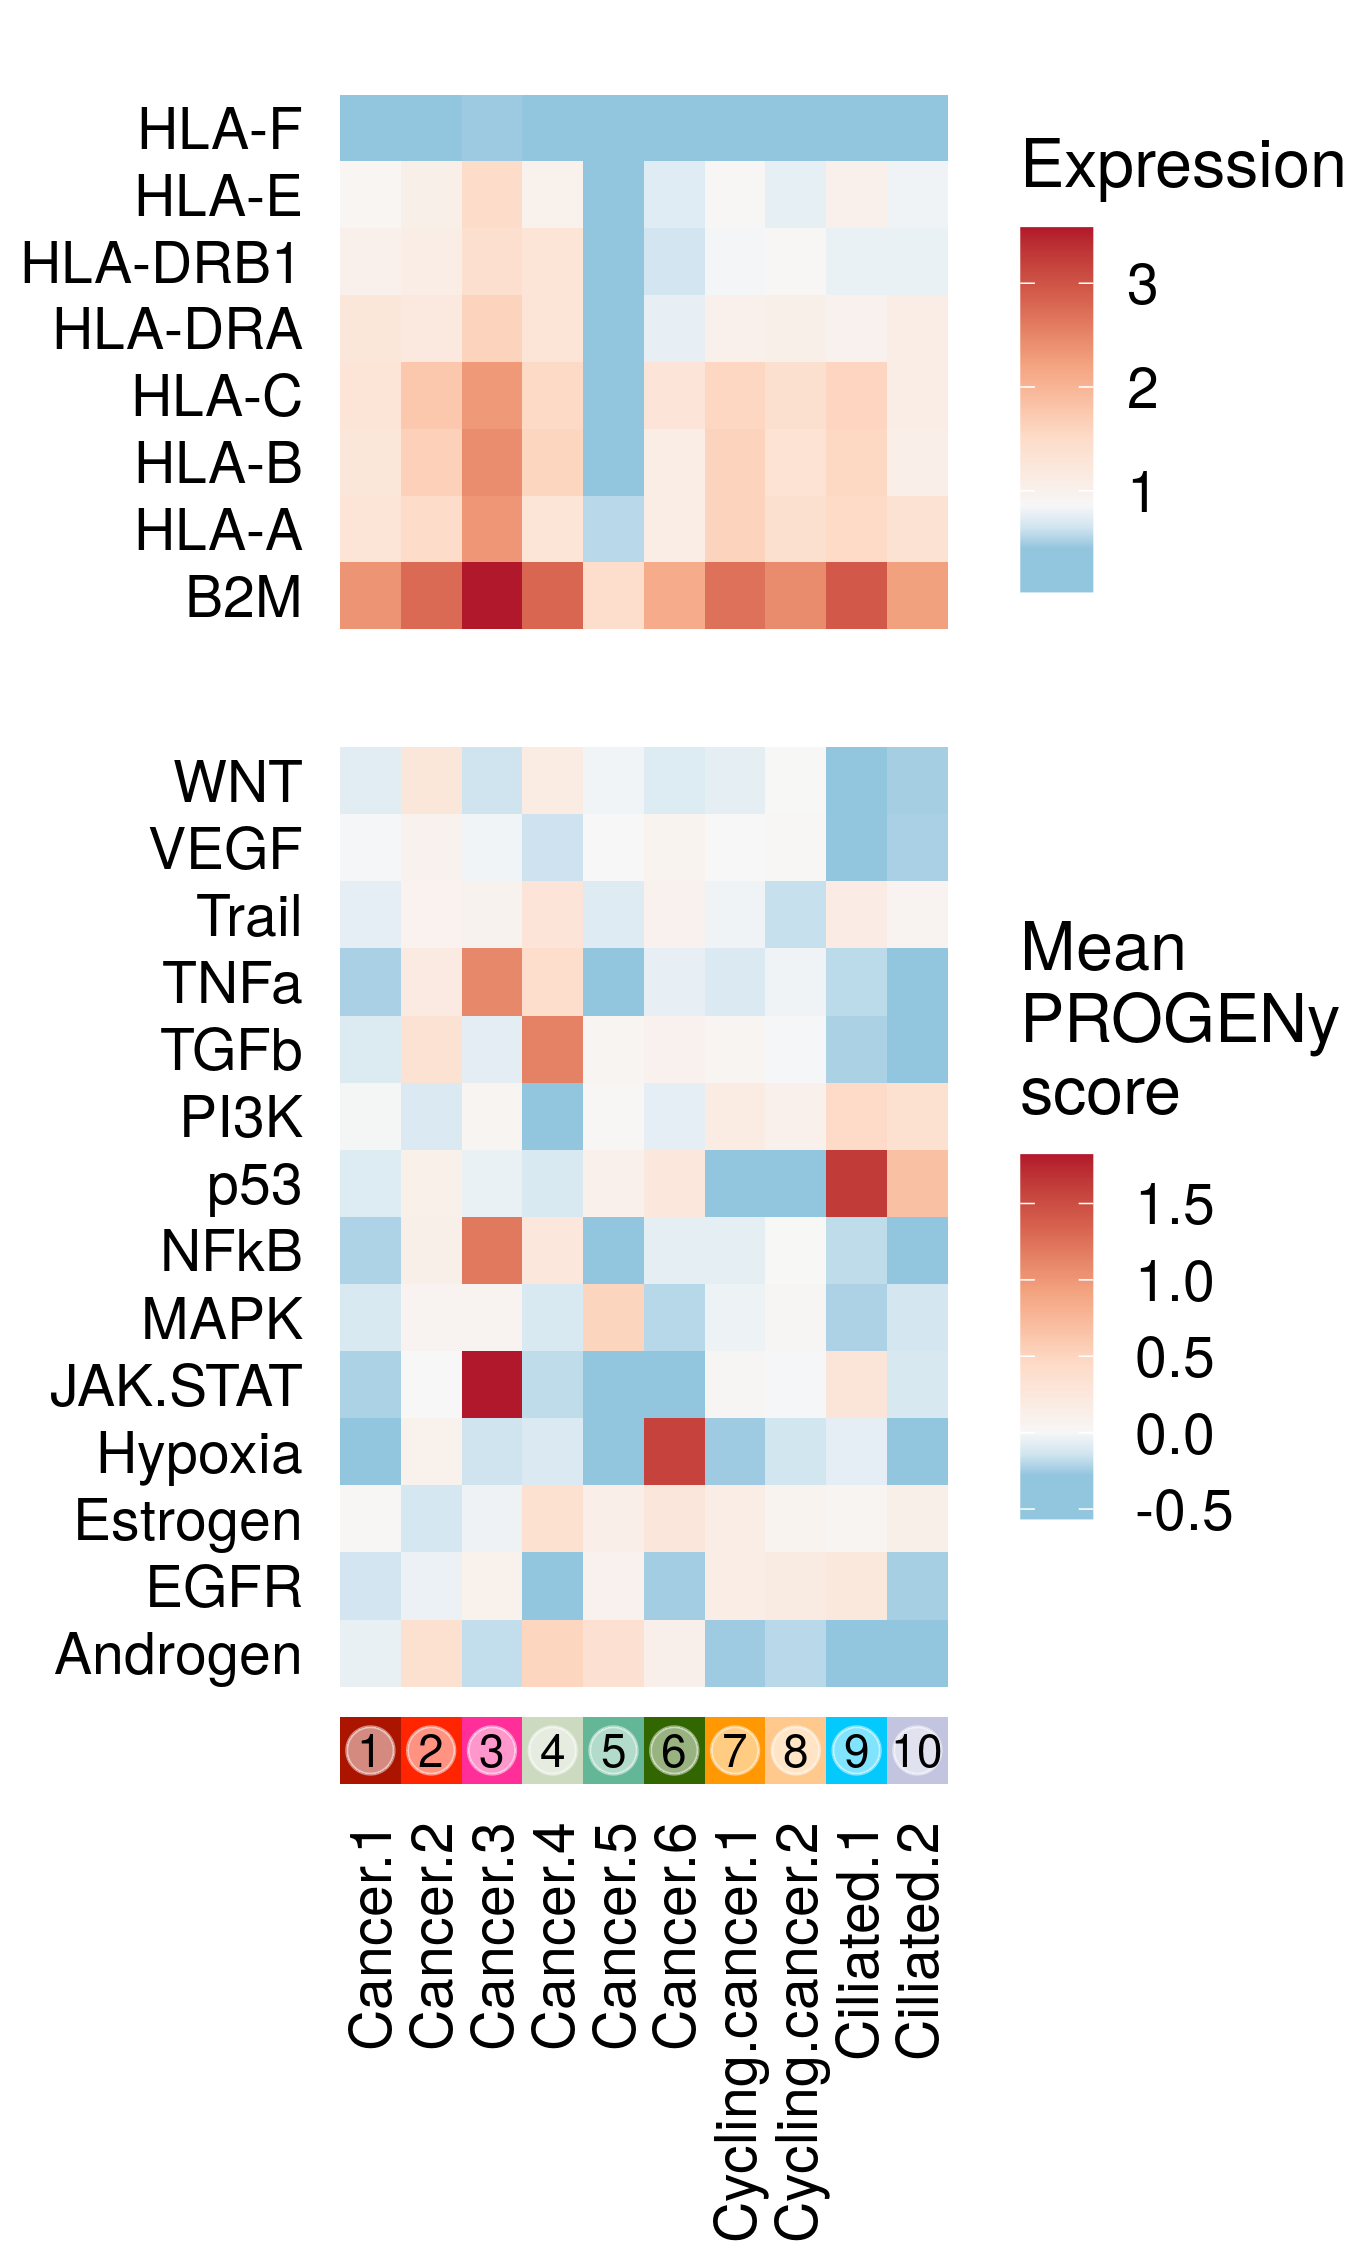 HLA-F
HLA-E
HLA-DRB1
HLA-DRA
HLA-C
HLA-B
HLA-A
B2M
Expression
3
2
1
WNT
VEGF
Trail
TNFa
TGFb
PI3K
p53
NFkB
MAPK
JAK.STAT
Hypoxia
Estrogen
EGFR
Androgen
Mean
PROGENy
score
1.5
1.0
0.5
0.0
-0.5
1 2 3 4 5 6 7 8 9 10
Cancer.1
Cancer.2
Cancer.3
Cancer.4
Cancer.5
Cancer.6
Cycling.cancer.1
Cycling.cancer.2
Ciliated.1
Ciliated.2